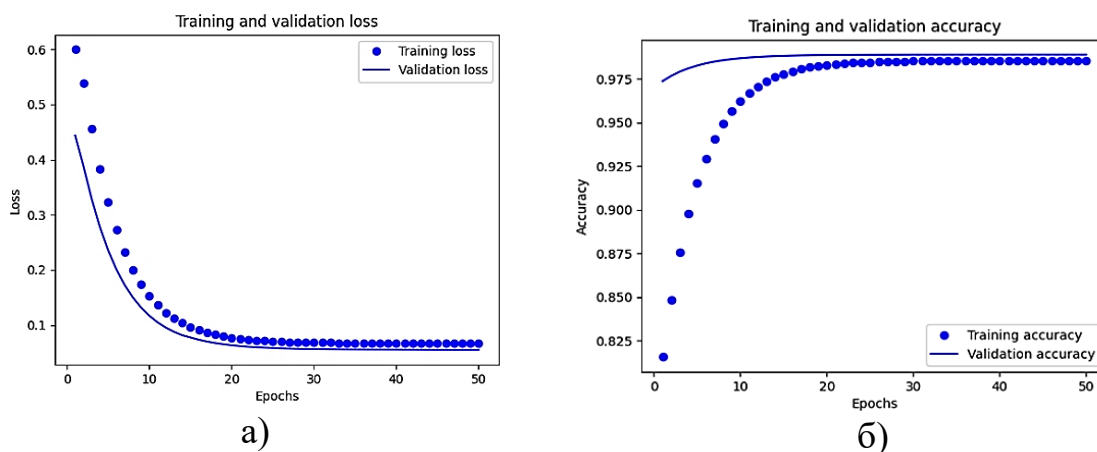 Training and validation loss
0.6
0.5
0.4
0.3
0.2
0.1
Loss
Training loss
Validation loss
0
10
20
30
40
50
Epochs
а)
Training and validation accuracy
0.975
0.950
0.925
0.900
0.875
0.850
0.825
Accuracy
Training accuracy
Validation accuracy
0
10
20
30
40
50
Epochs
б)